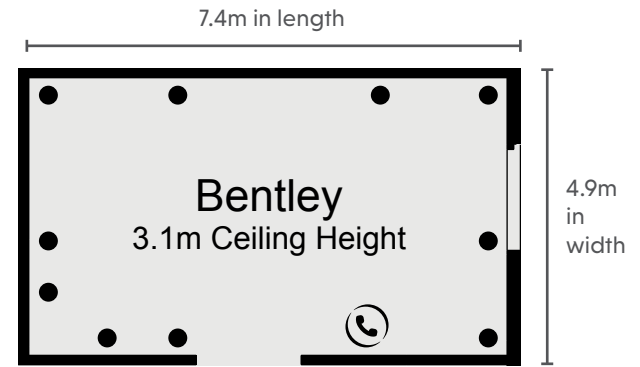 7.4m in length
Bentley
3.1m Ceiling Height
4.9m
in
width